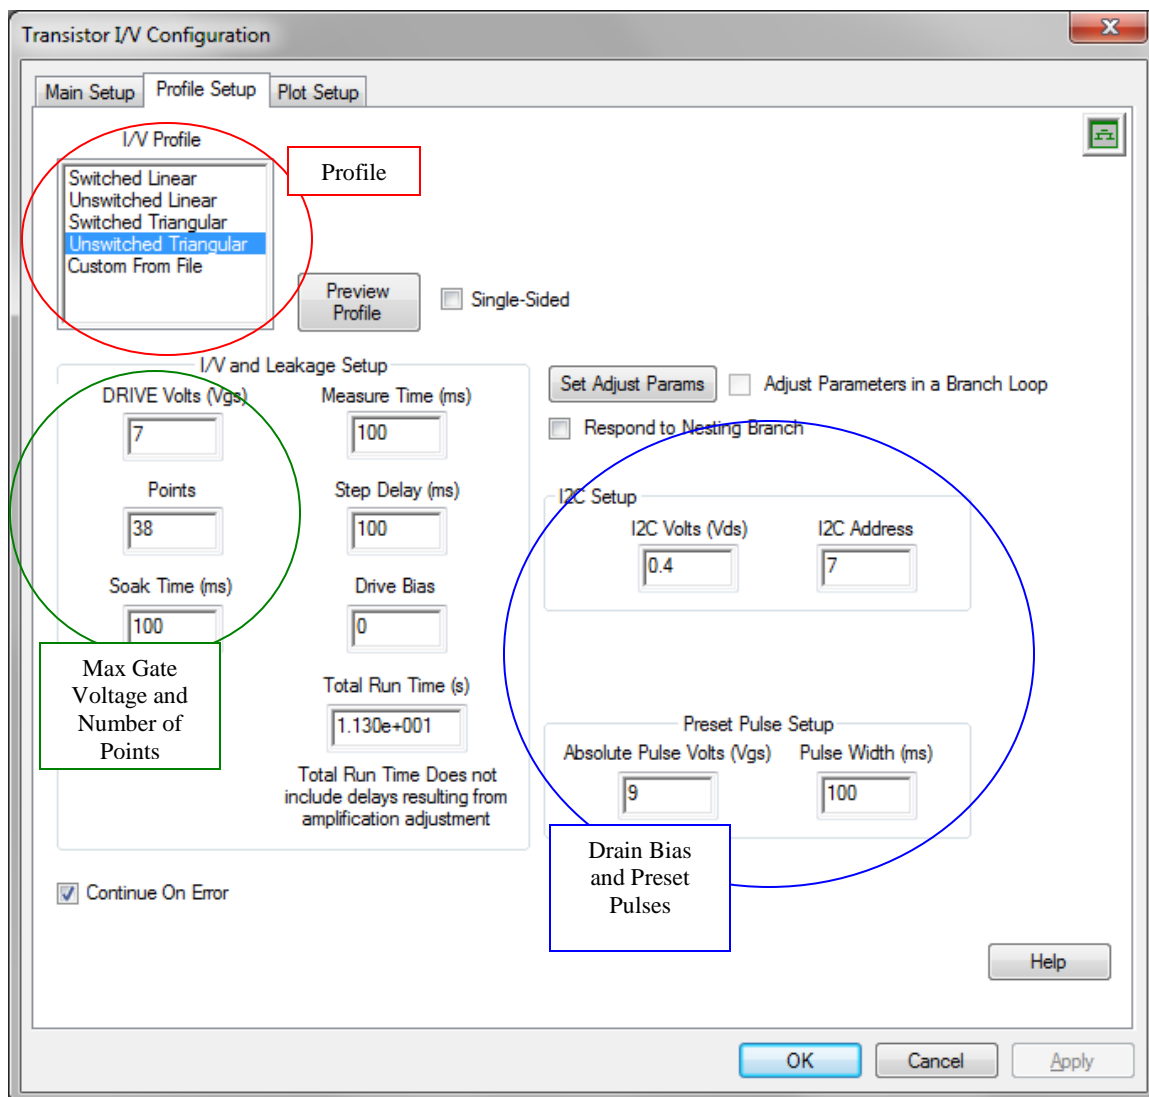 Transistor I/V Configuration
X
Main Setup
Profile Setup
Plot Setup
I/V Profile
Profile
Switched Linear
Unswitched Linear
Switched Triangular
Unswitched Triangular
Custom From File
Preview
Profile
Single-Sided
I/V and Leakage Setup
DRIVE Volts (Vgs)
7
Measure Time (ms)
100
Points
38
Step Delay (ms)
100
Soak Time (ms)
100
Drive Bias
0
Max Gate
Voltage and
Number of
Points
Total Run Time (s)
1.130e+001
Total Run Time Does not
include delays resulting from
amplification adjustment
Set Adjust Params
Adjust Parameters in a Branch Loop
Respond to Nesting Branch
I2C Setup
I2C Volts (Vds)
0.4
I2C Address
7
Preset Pulse Setup
Absolute Pulse Volts (Vgs)
9
Pulse Width (ms)
100
Drain Bias
and Preset
Pulses
Continue On Error
Help
OK
Cancel
Apply